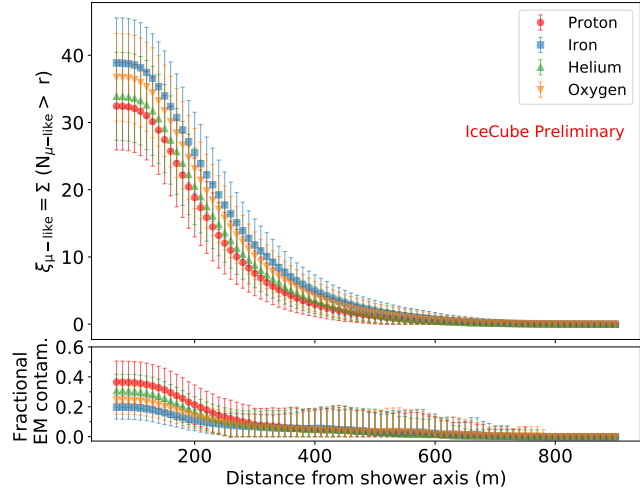 Proton
Iron
Helium
Oxygen
IceCube Preliminary
ξμ−like = Σ (Nμ−like > r)
40
30
20
10
0
Fractional
EM contam.
0.6
0.4
0.2
0.0
200
400
600
800
Distance from shower axis (m)